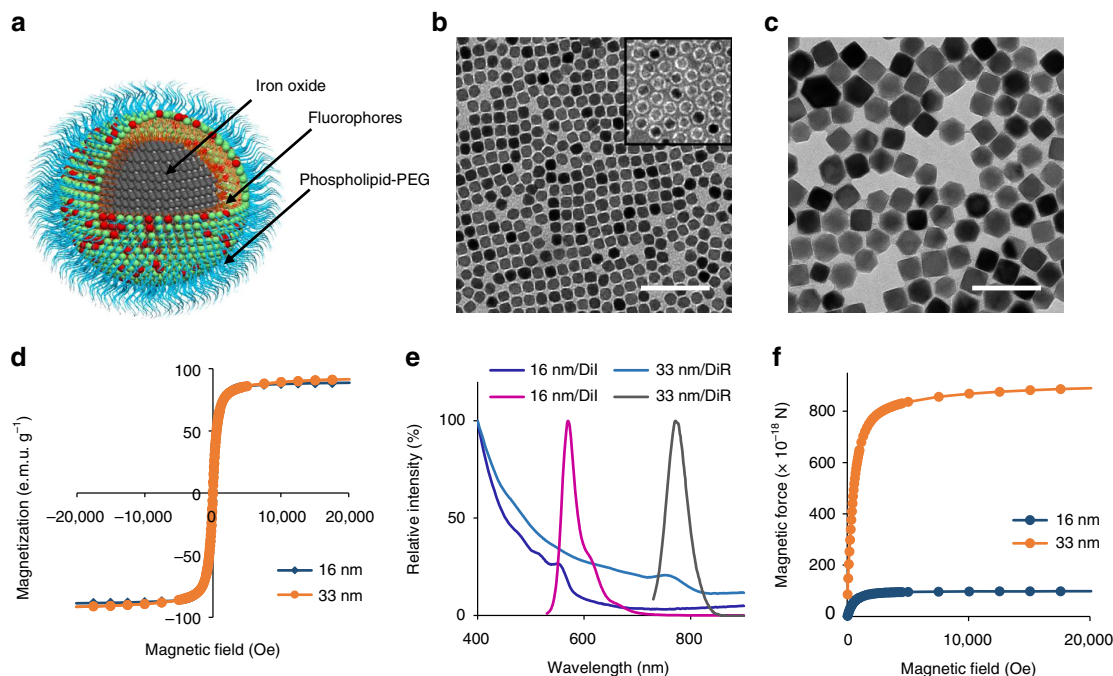 a
Iron oxide
Fluorophores
Phospholipid-PEG
b
c
d
Magnetization (e.m.u. g⁻¹)
100
50
−20,000 −10,000 0 10,000 20,000
−50
−100
16 nm
33 nm
Magnetic field (Oe)
e
16 nm/DiI 33 nm/DiR
16 nm/DiI 33 nm/DiR
Relative intensity (%)
100
50
0
400 600 800
Wavelength (nm)
f
Magnetic force (× 10⁻¹⁸ N)
800
600
400
200
0
16 nm
33 nm
0 10,000 20,000
Magnetic field (Oe)